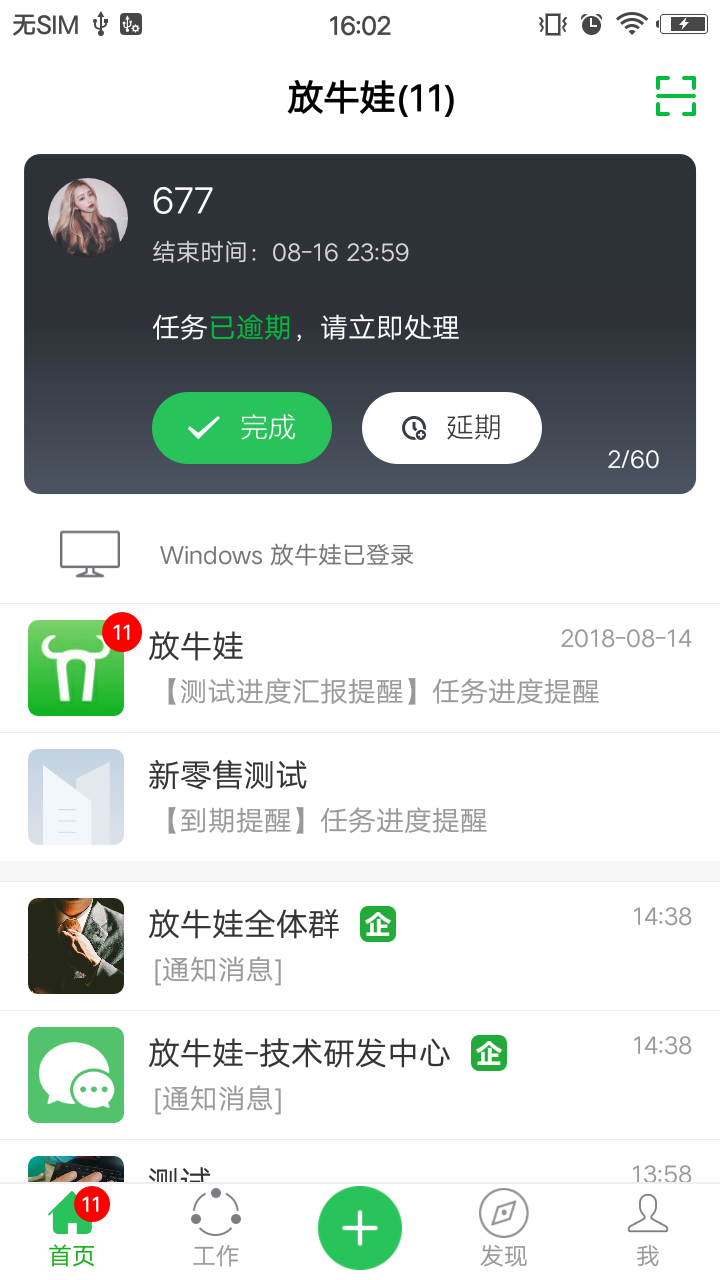 无SIM 16:02
放牛娃(11)
677
结束时间：08-16 23:59
任务已逾期，请立即处理
完成 延期
2/60
Windows 放牛娃已登录
11
放牛娃 2018-08-14
【测试进度汇报提醒】任务进度提醒
新零售测试
【到期提醒】任务进度提醒
放牛娃全体群 企 14:38
[通知消息]
放牛娃-技术研发中心 企 14:38
[通知消息]
测试 13:58
11
首页 工作 发现 我